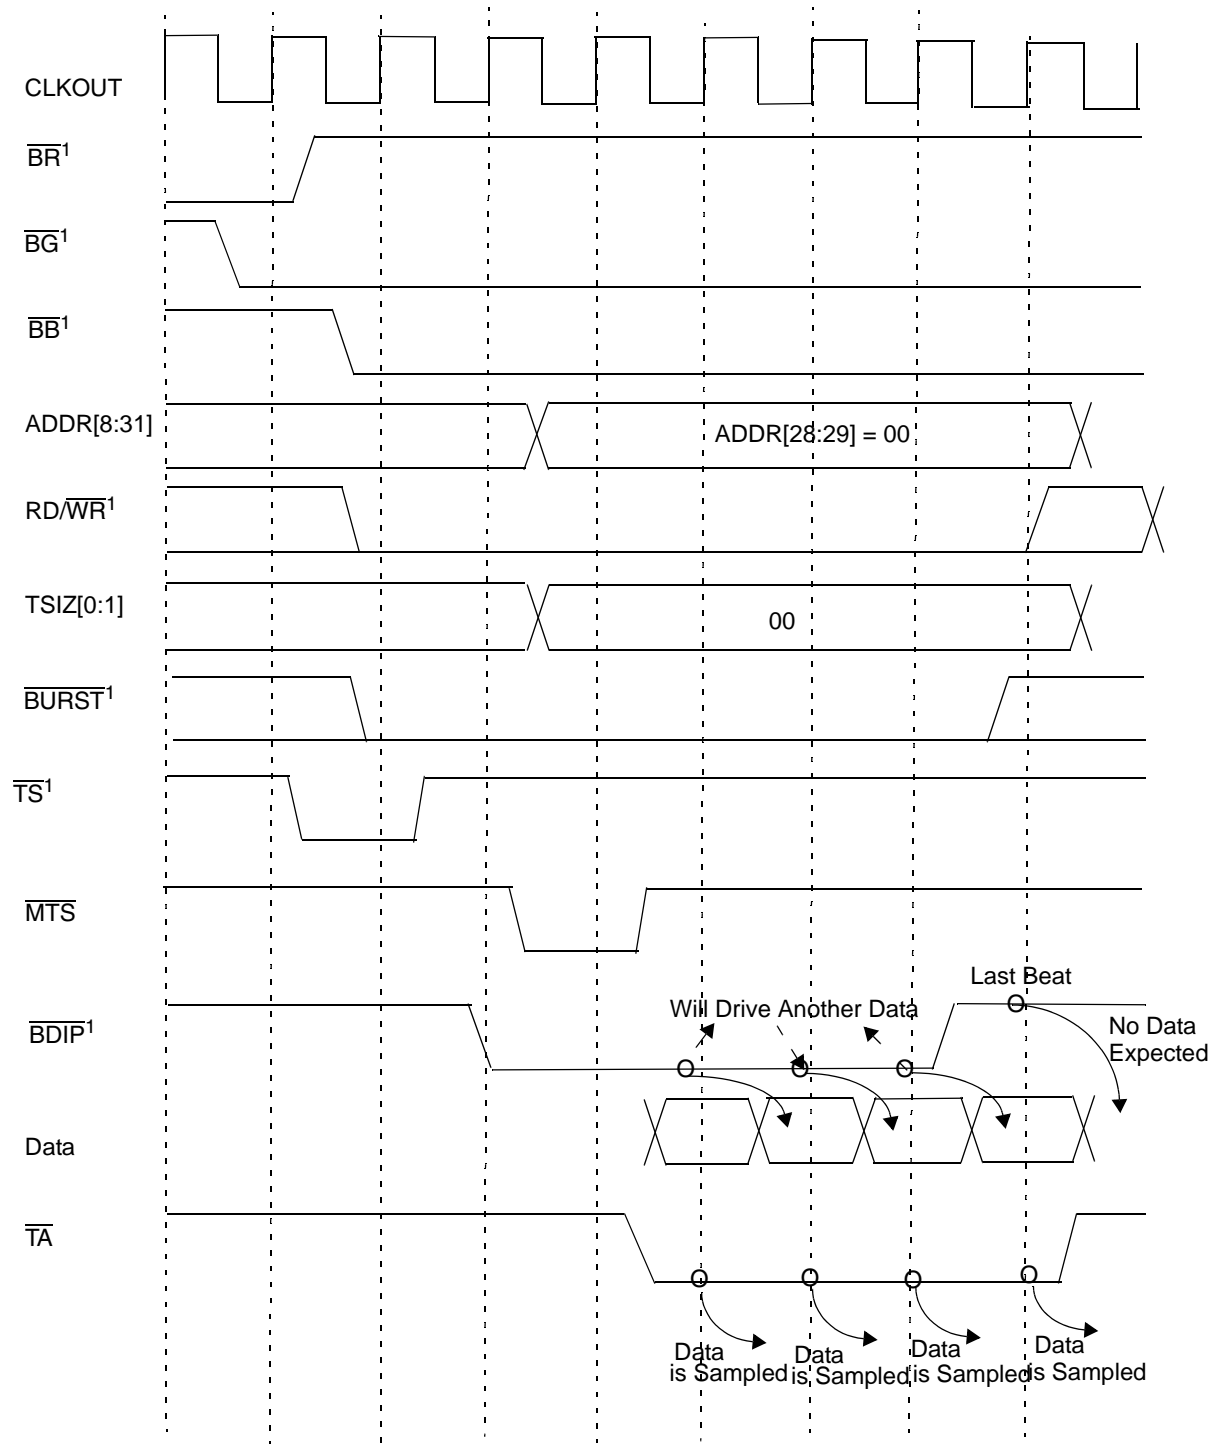 CLKOUT
BR¹
BG¹
BB¹
ADDR[8:31]
ADDR[28:29] = 00
RD/WR¹
TSIZ[0:1]
00
BURST¹
TS¹
MTS
Last Beat
Will Drive Another Data
BDIP¹
No Data
Expected
Data
TA
Data
is Sampled
Data
is Sampled
Data
is Sampled
Data
is Sampled